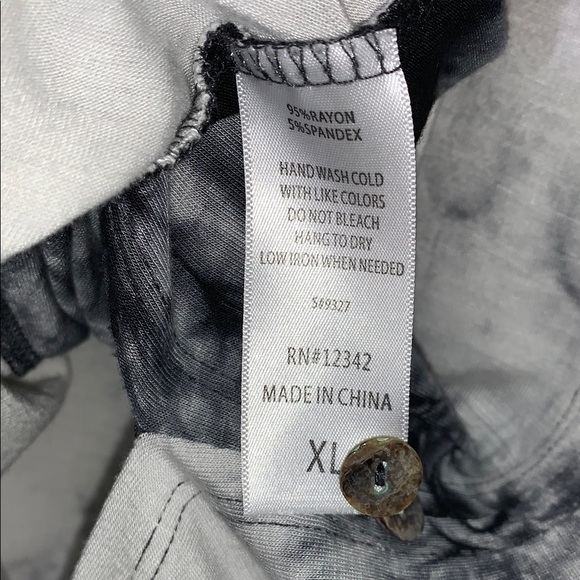 95%RAYON
5%SPANDEX
HAND WASH COLD
WITH LIKE COLORS
DO NOT BLEACH
HANG TO DRY
LOW IRON WHEN NEEDED
S#9327
RN#12342
MADE IN CHINA
XL